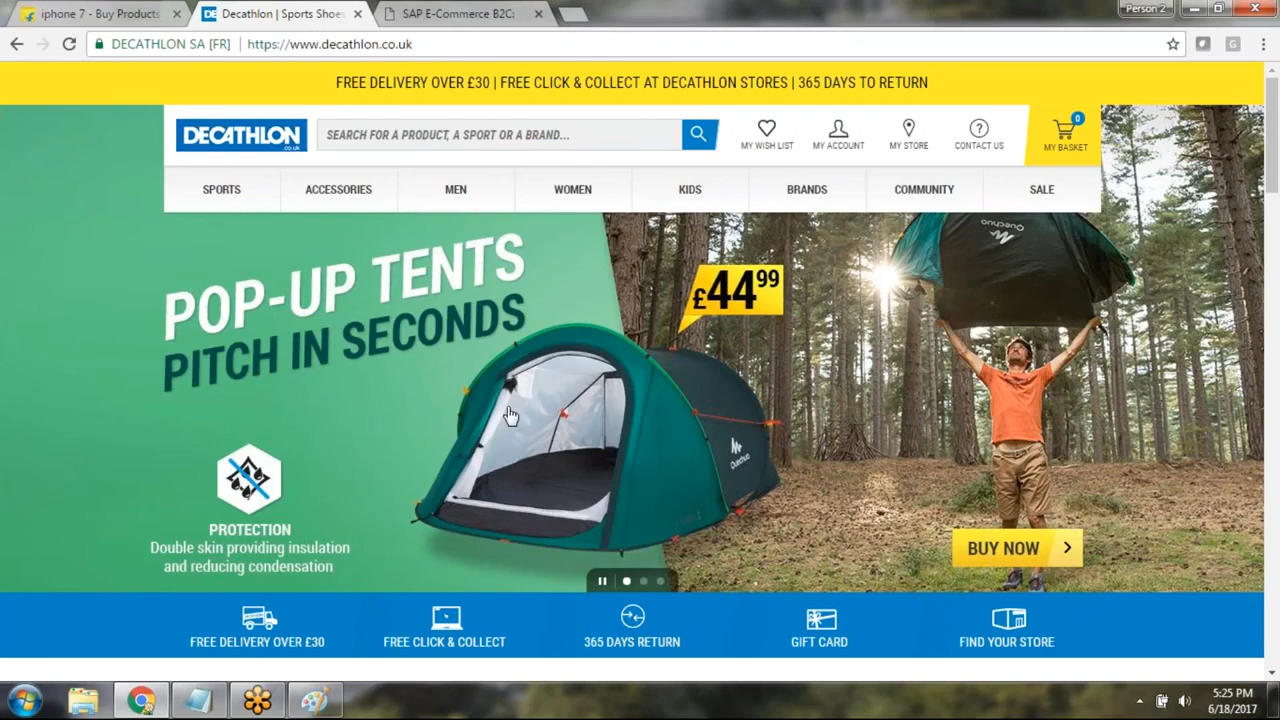 iphone 7 - Buy Products
Decathlon | Sports Shoes
SAP E-Commerce B2C
Person 2
DECATHLON SA [FR]
https://www.decathlon.co.uk
G
FREE DELIVERY OVER £30 | FREE CLICK & COLLECT AT DECATHLON STORES | 365 DAYS TO RETURN
DECATHLON
.co.uk
SEARCH FOR A PRODUCT, A SPORT OR A BRAND...
MY WISH LIST
MY ACCOUNT
MY STORE
CONTACT US
0
MY BASKET
SPORTS
ACCESSORIES
MEN
WOMEN
KIDS
BRANDS
COMMUNITY
SALE
POP-UP TENTS
PITCH IN SECONDS
£44 99
Quechua
Quechua
PROTECTION
Double skin providing insulation
and reducing condensation
BUY NOW
FREE DELIVERY OVER £30
FREE CLICK & COLLECT
365 DAYS RETURN
GIFT CARD
FIND YOUR STORE
5:25 PM
6/18/2017